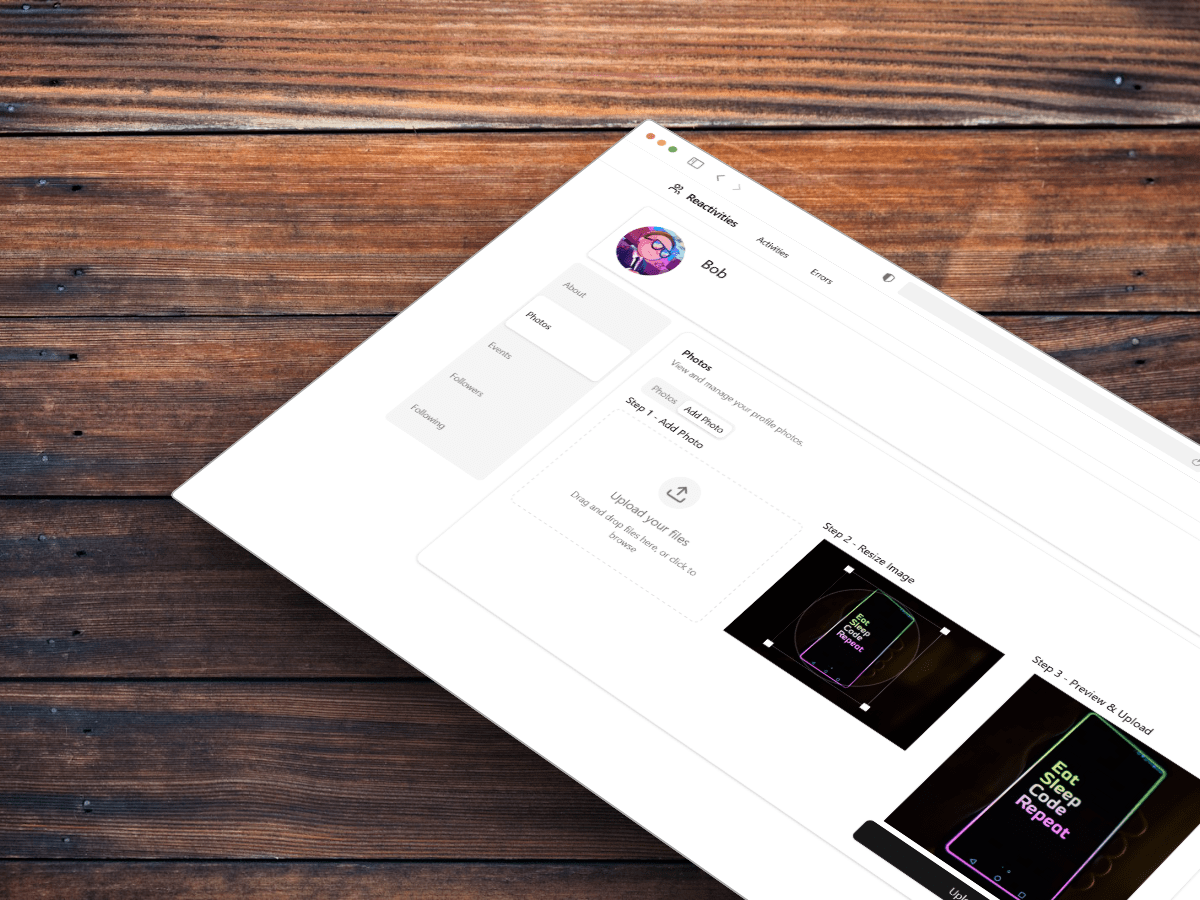 Reactivities
Activities
Errors
Bob
About
Photos
Events
Followers
Following
Photos
View and manage your profile photos.
Photos
Add Photo
Step 1 - Add Photo
Upload your files
Drag and drop files here, or click to
browse
Step 2 - Resize Image
Eat
Sleep
Code
Repeat
Step 3 - Preview & Upload
Eat
Sleep
Code
Repeat